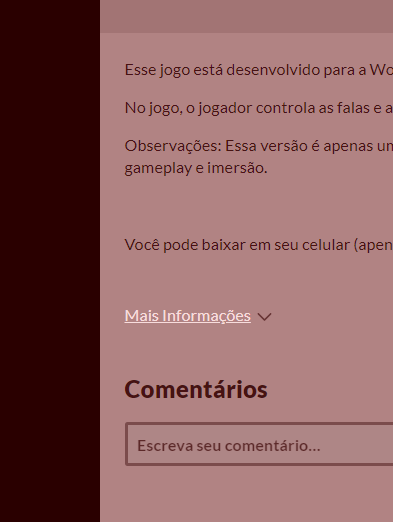 Esse jogo está desenvolvido para a Wo
No jogo, o jogador controla as falas e a
Observações: Essa versão é apenas un
gameplay e imersão.
Você pode baixar em seu celular (apen
Mais Informações
Comentários
Escreva seu comentário...